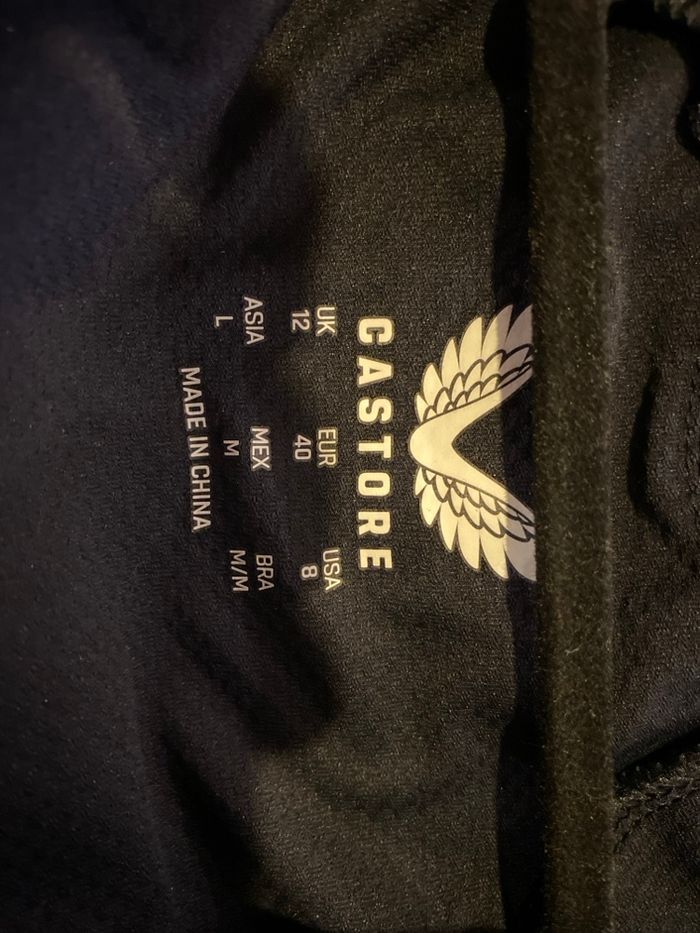 CASTORE
UK EUR USA
12 40 8
ASIA MEX BRA
L M M/M
MADE IN CHINA